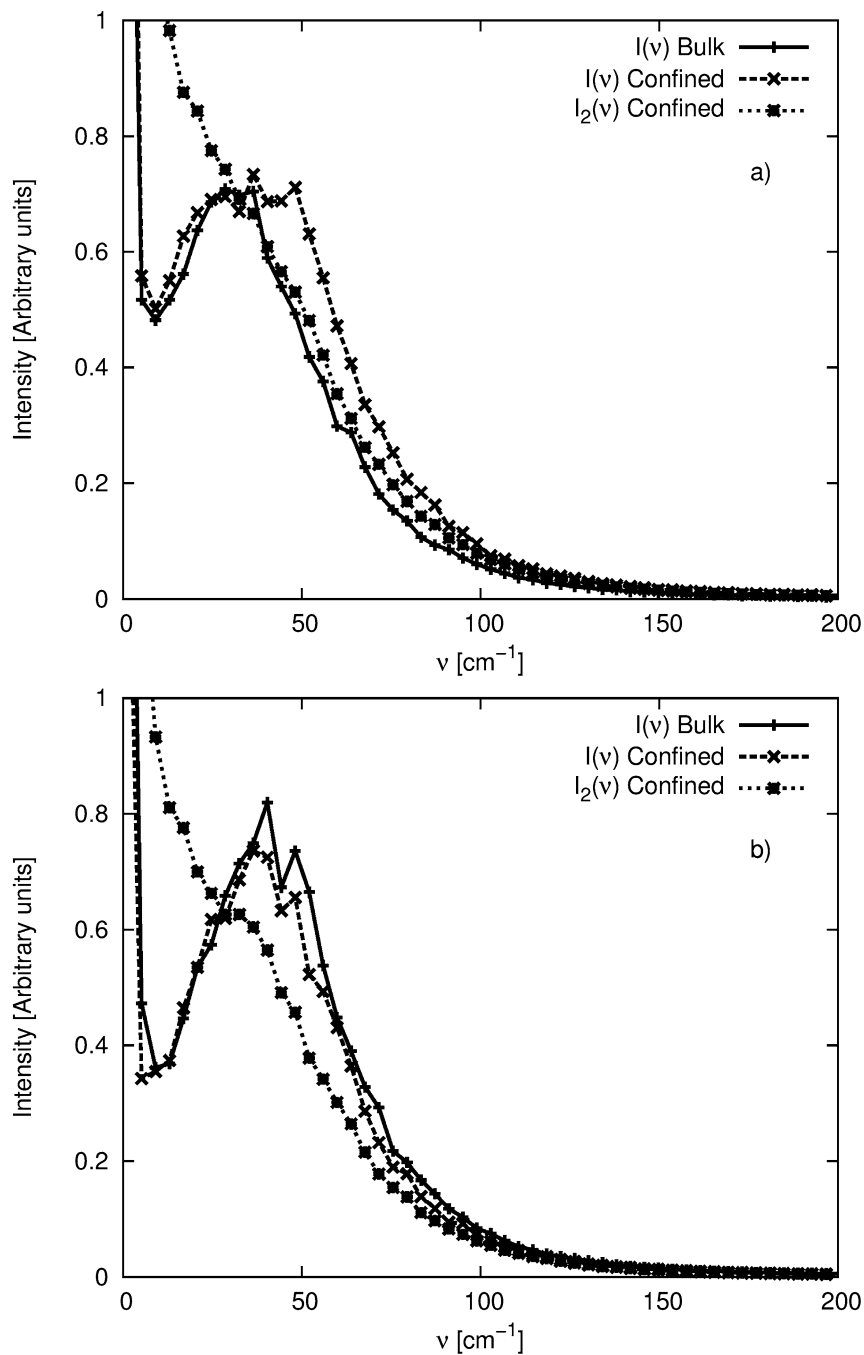 1
0.8
0.6
0.4
0.2
0
0 50 100 150 200
Intensity [Arbitrary units]
ν [cm⁻¹]
I(ν) Bulk
I(ν) Confined
I₂(ν) Confined
a)
1
0.8
0.6
0.4
0.2
0
0 50 100 150 200
Intensity [Arbitrary units]
ν [cm⁻¹]
I(ν) Bulk
I(ν) Confined
I₂(ν) Confined
b)